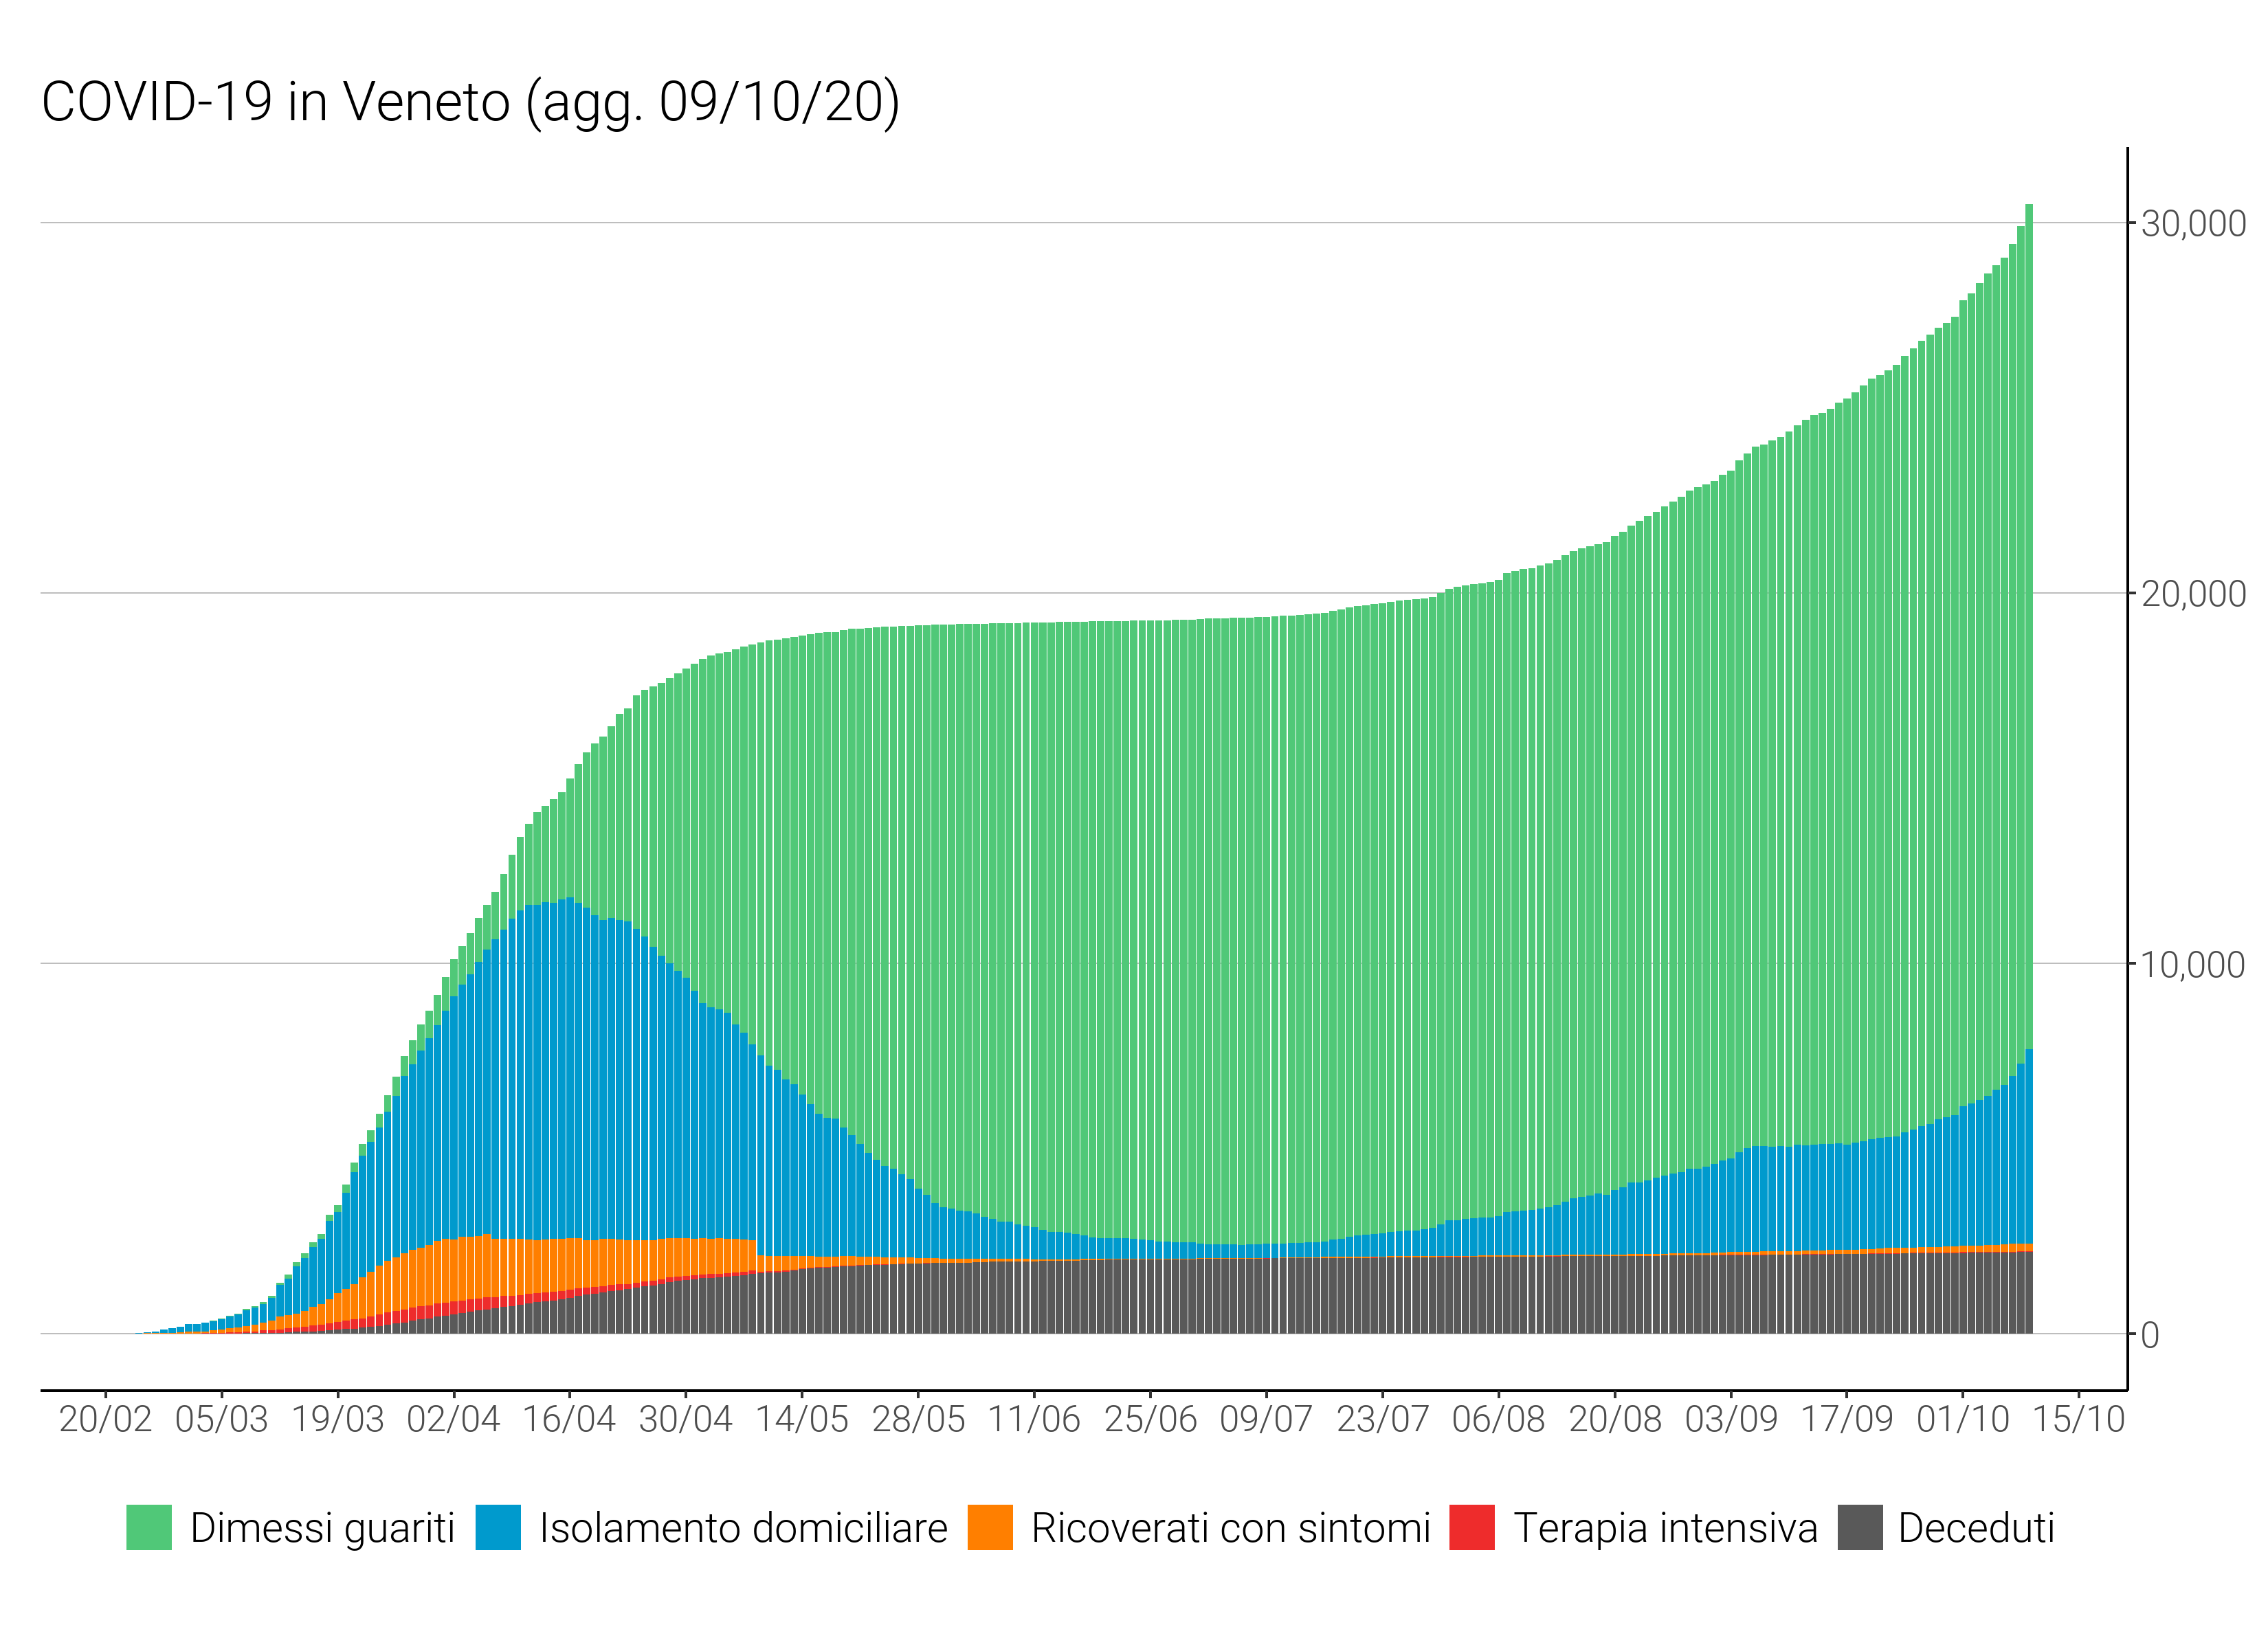 COVID-19 in Veneto (agg. 09/10/20)
30,000
20,000
10,000
0
20/02 05/03 19/03 02/04 16/04 30/04 14/05 28/05 11/06 25/06 09/07 23/07 06/08 20/08 03/09 17/09 01/10 15/10
Dimessi guariti Isolamento domiciliare Ricoverati con sintomi Terapia intensiva Deceduti